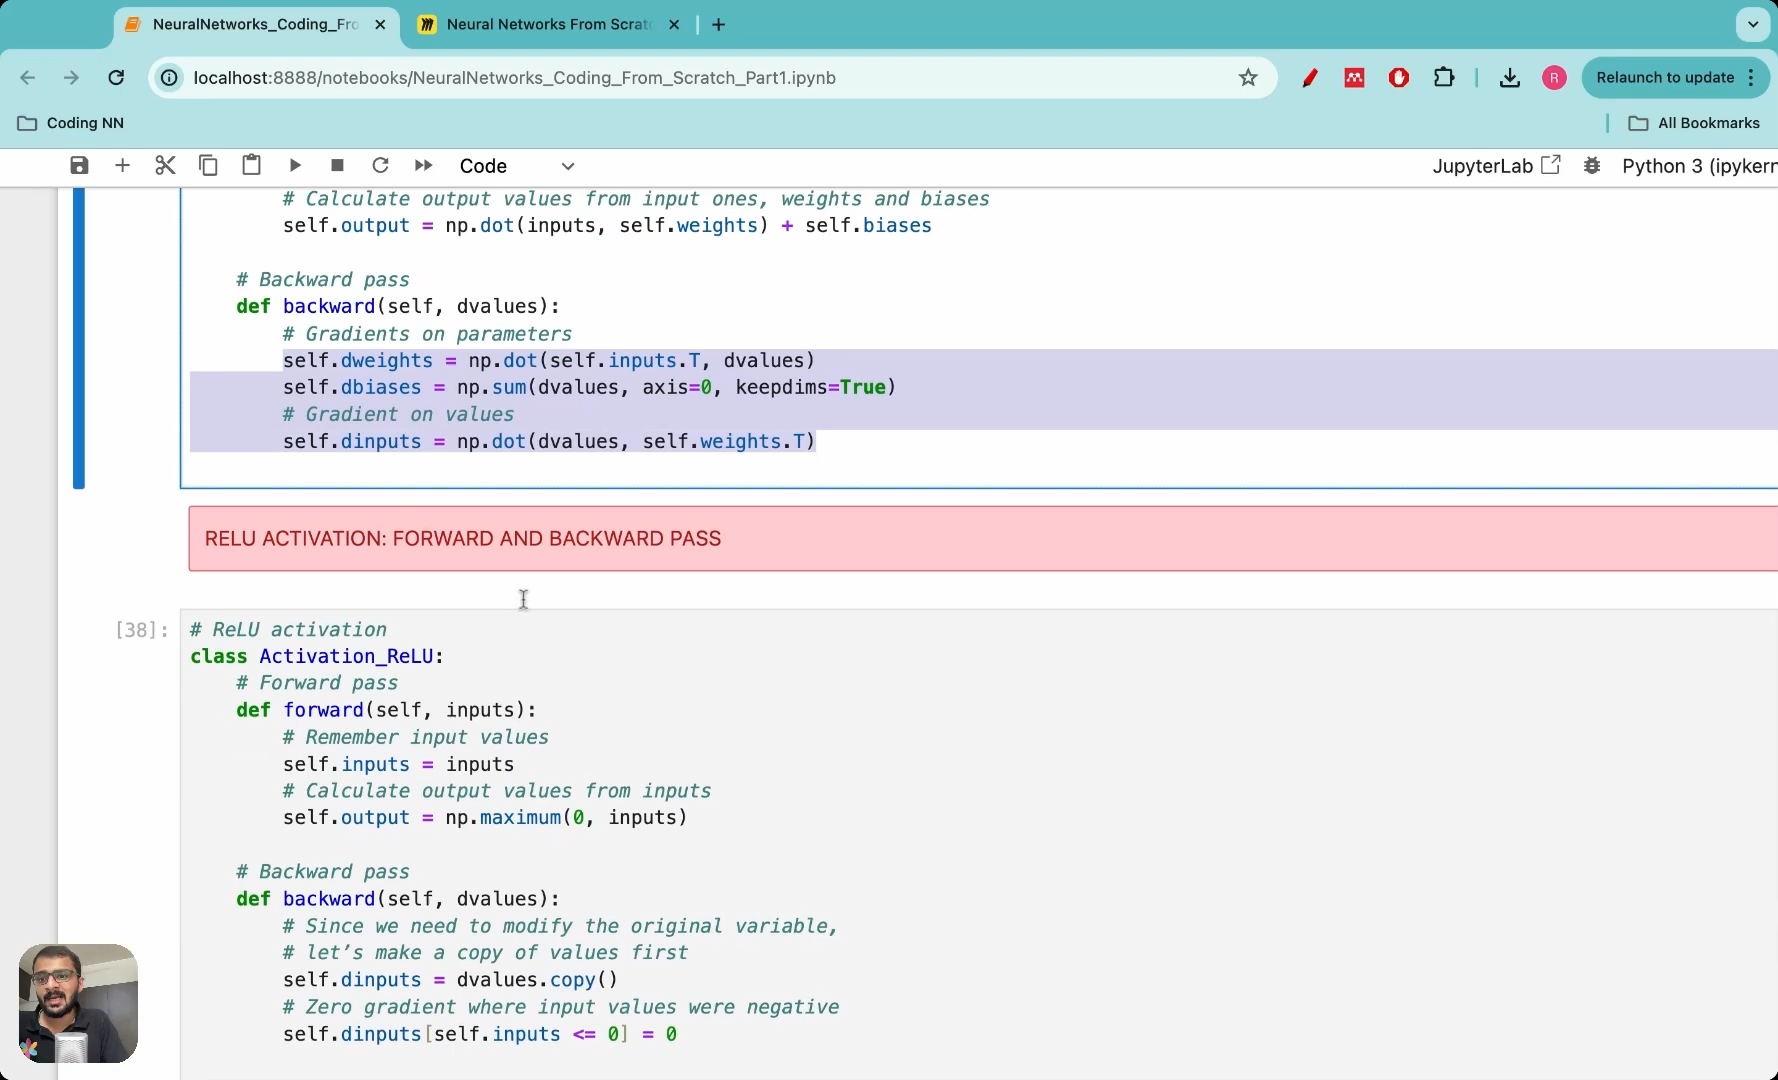 NeuralNetworks_Coding_Fro
Neural Networks From Scrat
localhost:8888/notebooks/NeuralNetworks_Coding_From_Scratch_Part1.ipynb
R
Relaunch to update
Coding NN
All Bookmarks
Code
JupyterLab
Python 3 (ipykern
# Calculate output values from input ones, weights and biases
self.output = np.dot(inputs, self.weights) + self.biases
# Backward pass
def backward(self, dvalues):
# Gradients on parameters
self.dweights = np.dot(self.inputs.T, dvalues)
self.dbiases = np.sum(dvalues, axis=0, keepdims=True)
# Gradient on values
self.dinputs = np.dot(dvalues, self.weights.T)
RELU ACTIVATION: FORWARD AND BACKWARD PASS
[38]:
# ReLU activation
class Activation_ReLU:
# Forward pass
def forward(self, inputs):
# Remember input values
self.inputs = inputs
# Calculate output values from inputs
self.output = np.maximum(0, inputs)
# Backward pass
def backward(self, dvalues):
# Since we need to modify the original variable,
# let’s make a copy of values first
self.dinputs = dvalues.copy()
# Zero gradient where input values were negative
self.dinputs[self.inputs <= 0] = 0